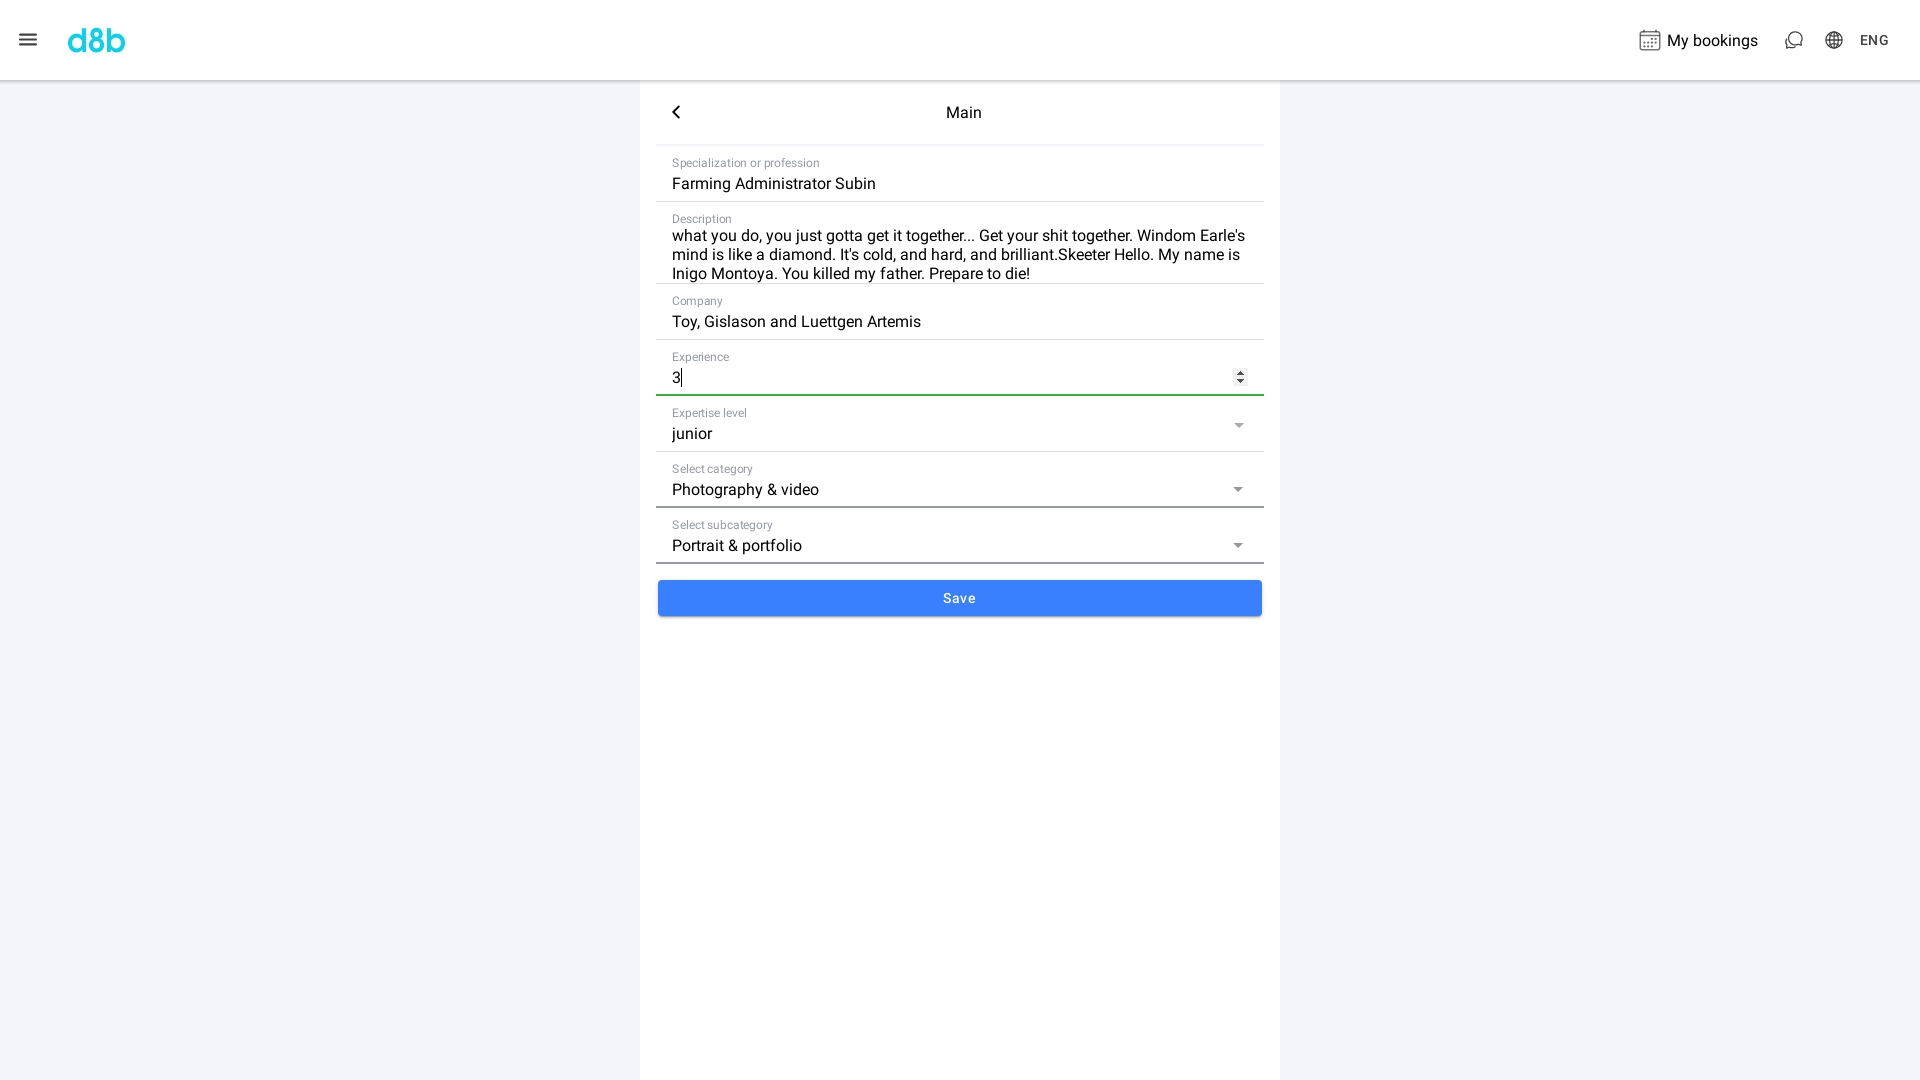 d8b
My bookings
ENG
Main
Specialization or profession
Farming Administrator Subin
Description
what you do, you just gotta get it together... Get your shit together. Windom Earle's
mind is like a diamond. It's cold, and hard, and brilliant.Skeeter Hello. My name is
Inigo Montoya. You killed my father. Prepare to die!
Company
Toy, Gislason and Luettgen Artemis
Experience
3
Expertise level
junior
Select category
Photography & video
Select subcategory
Portrait & portfolio
Save